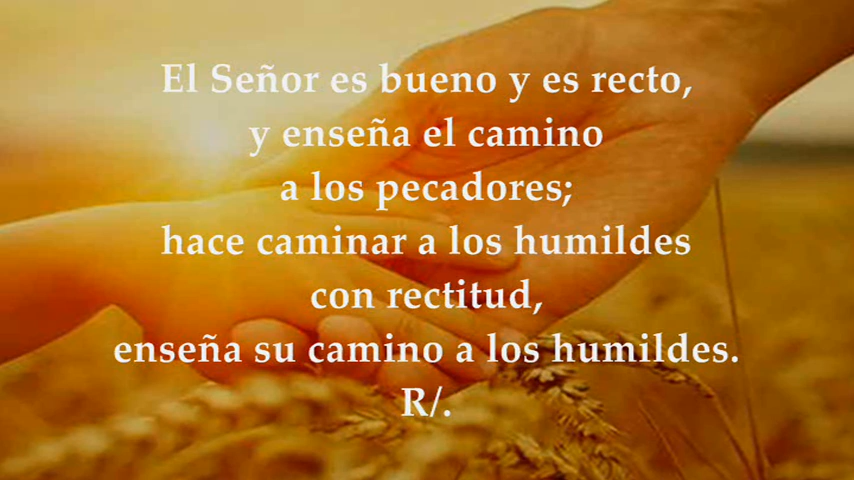 El Señor es bueno y es recto,
y enseña el camino
a los pecadores;
hace caminar a los humildes
con rectitud,
enseña su camino a los humildes.
R/.